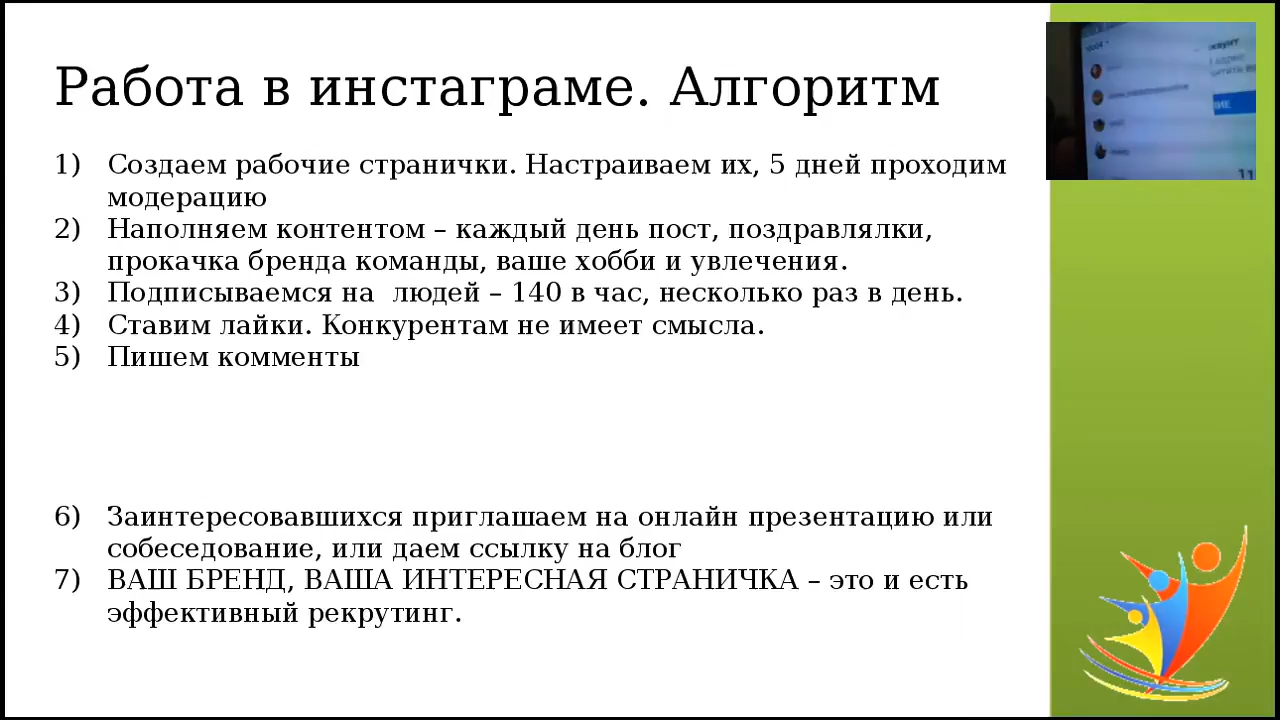 Работа в инстаграме. Алгоритм
1) Создаем рабочие странички. Настраиваем их, 5 дней проходим
модерацию
2) Наполняем контентом – каждый день пост, поздравлялки,
прокачка бренда команды, ваше хобби и увлечения.
3) Подписываемся на людей – 140 в час, несколько раз в день.
4) Ставим лайки. Конкурентам не имеет смысла.
5) Пишем комменты
6) Заинтересовавшихся приглашаем на онлайн презентацию или
собеседование, или даем ссылку на блог
7) ВАШ БРЕНД, ВАША ИНТЕРЕСНАЯ СТРАНИЧКА – это и есть
эффективный рекрутинг.